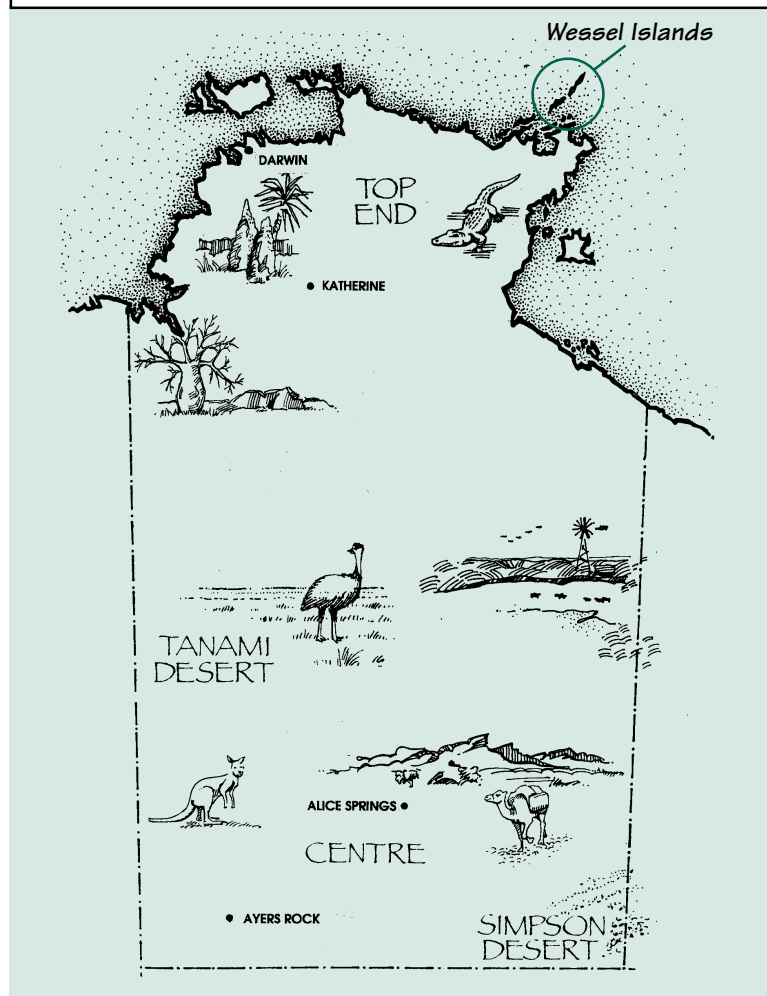 Wessel Islands
DARWIN
TOP
END
KATHERINE
TANAMI
DESERT
ALICE SPRINGS
CENTRE
AYERS ROCK
SIMPSON
DESERT